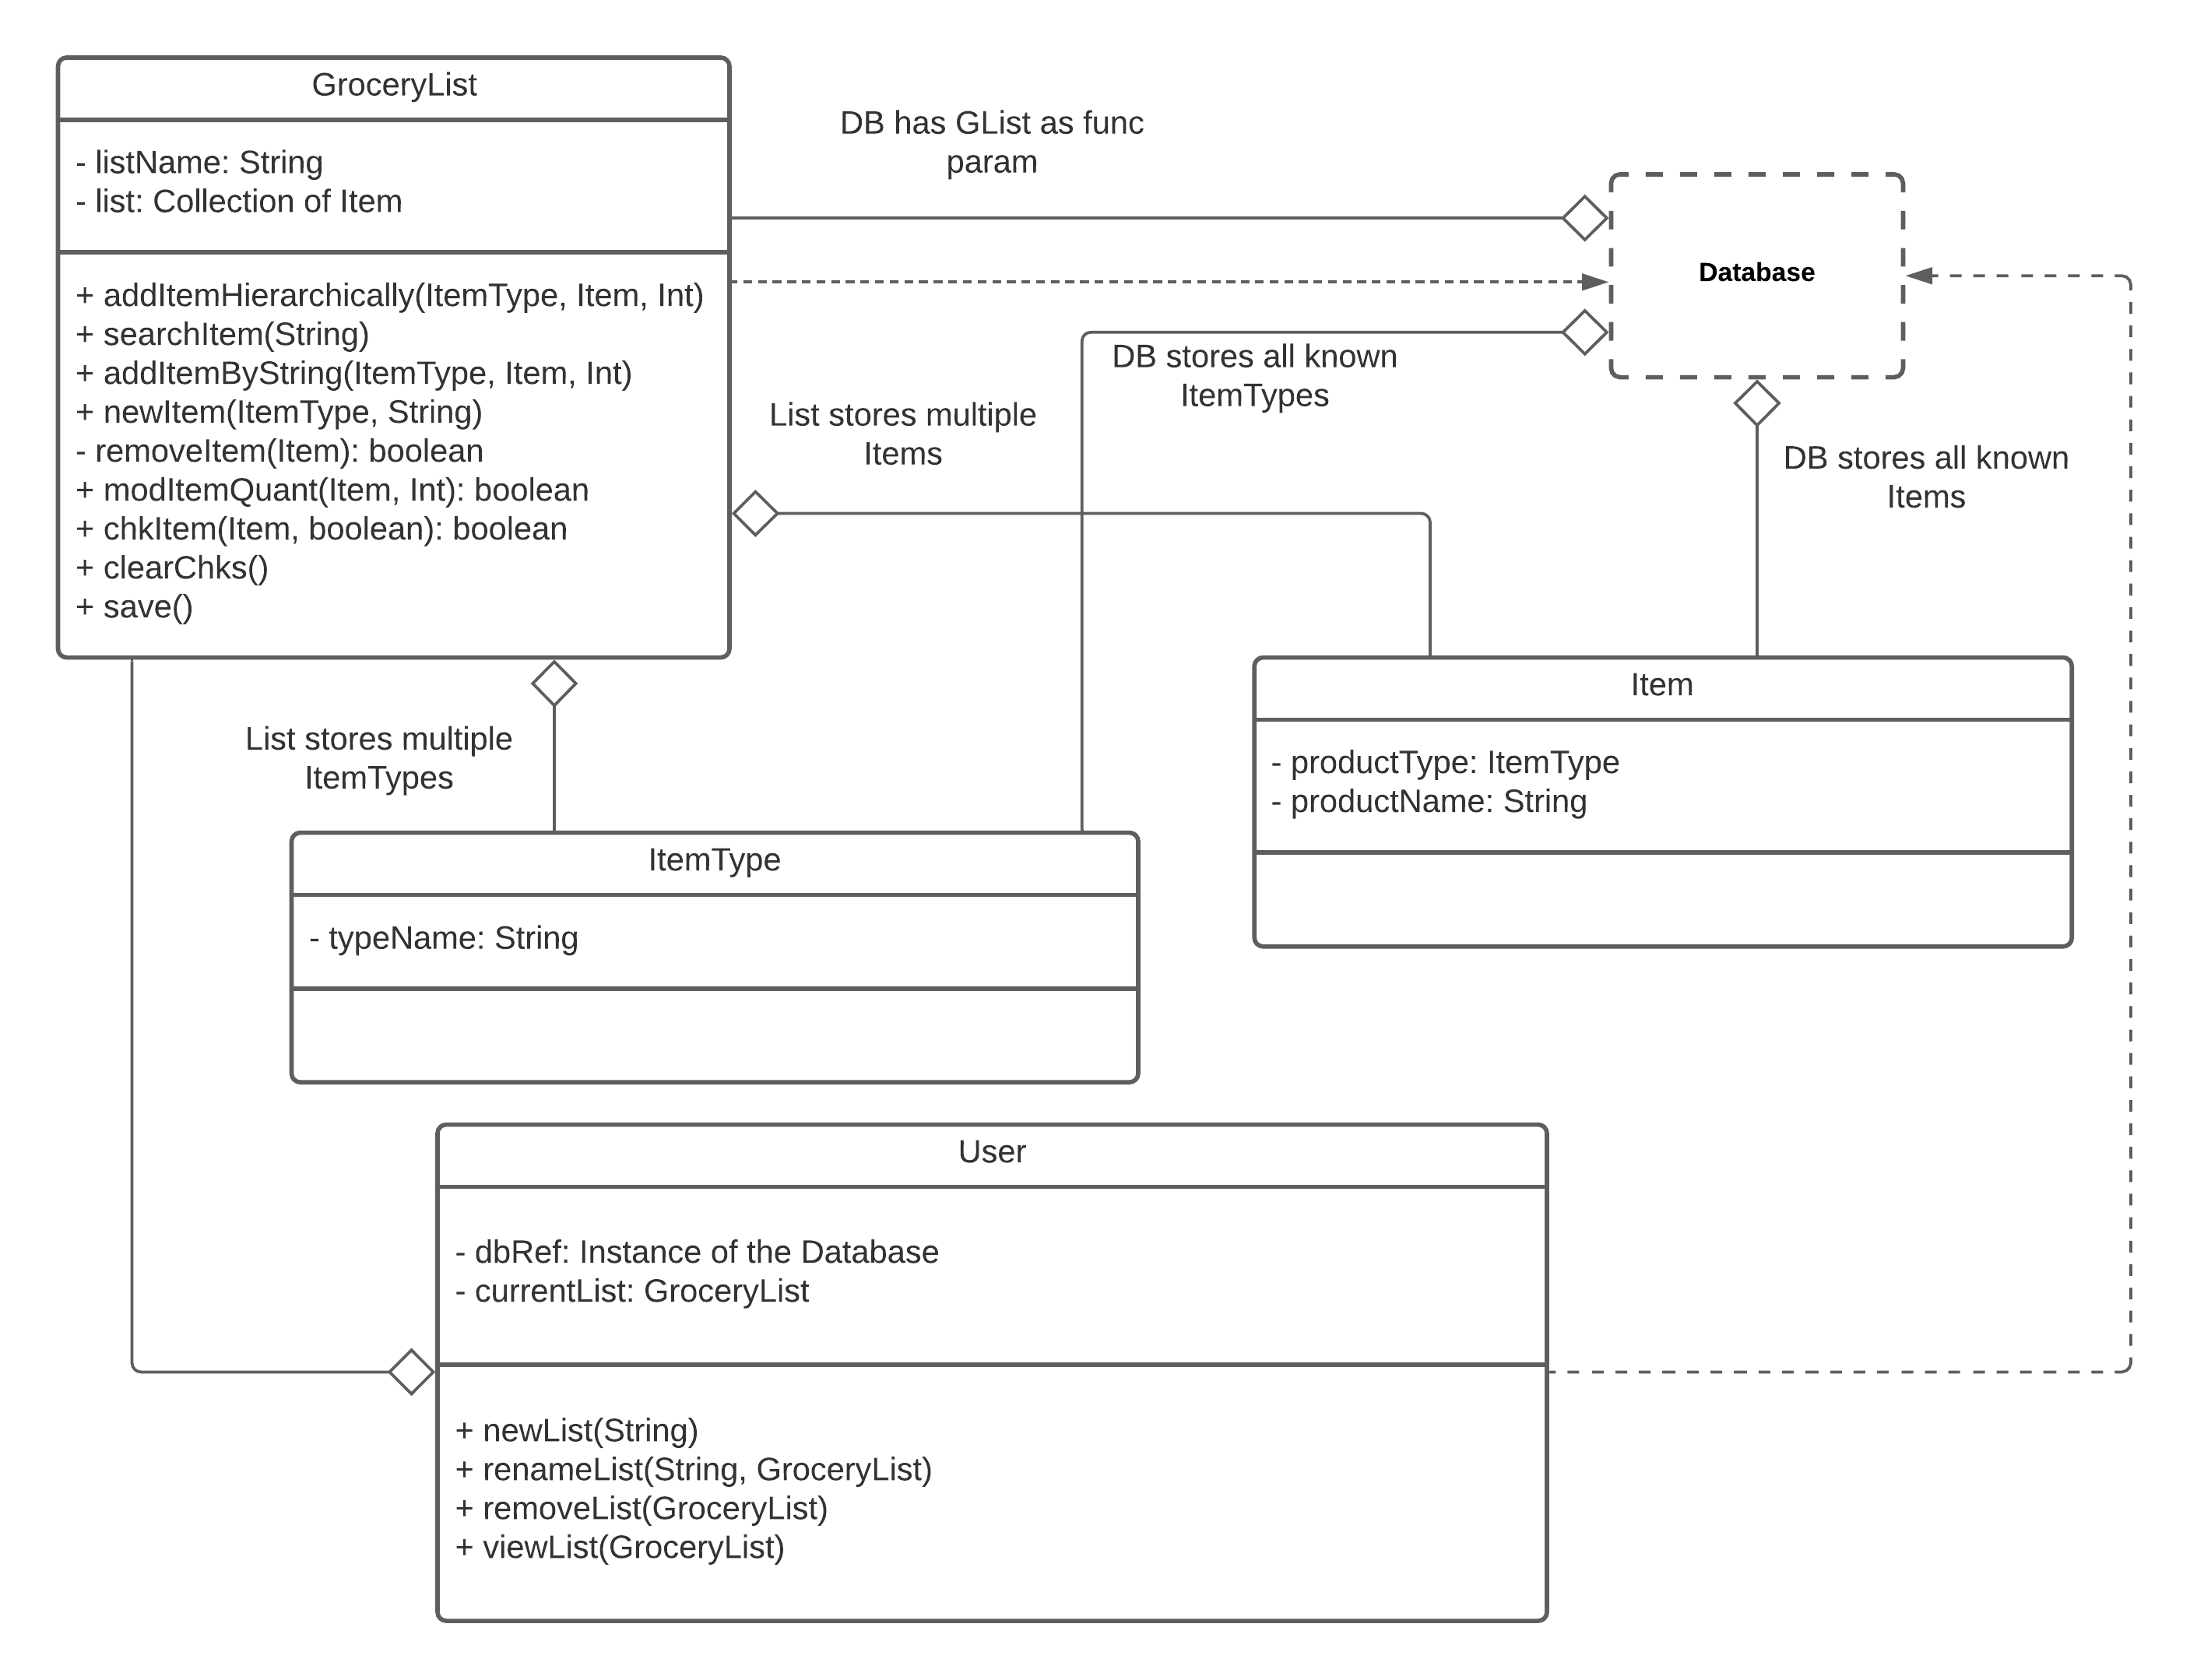 GroceryList
- listName: String
- list: Collection of Item
+ addItemHierarchically(ItemType, Item, Int)
+ searchItem(String)
+ addItemByString(ItemType, Item, Int)
+ newItem(ItemType, String)
- removeItem(Item): boolean
+ modItemQuant(Item, Int): boolean
+ chkItem(Item, boolean): boolean
+ clearChks()
+ save()
DB has GList as func
param
Database
DB stores all known
ItemTypes
List stores multiple
Items
DB stores all known
Items
List stores multiple
ItemTypes
Item
- productType: ItemType
- productName: String
ItemType
- typeName: String
User
- dbRef: Instance of the Database
- currentList: GroceryList
+ newList(String)
+ renameList(String, GroceryList)
+ removeList(GroceryList)
+ viewList(GroceryList)